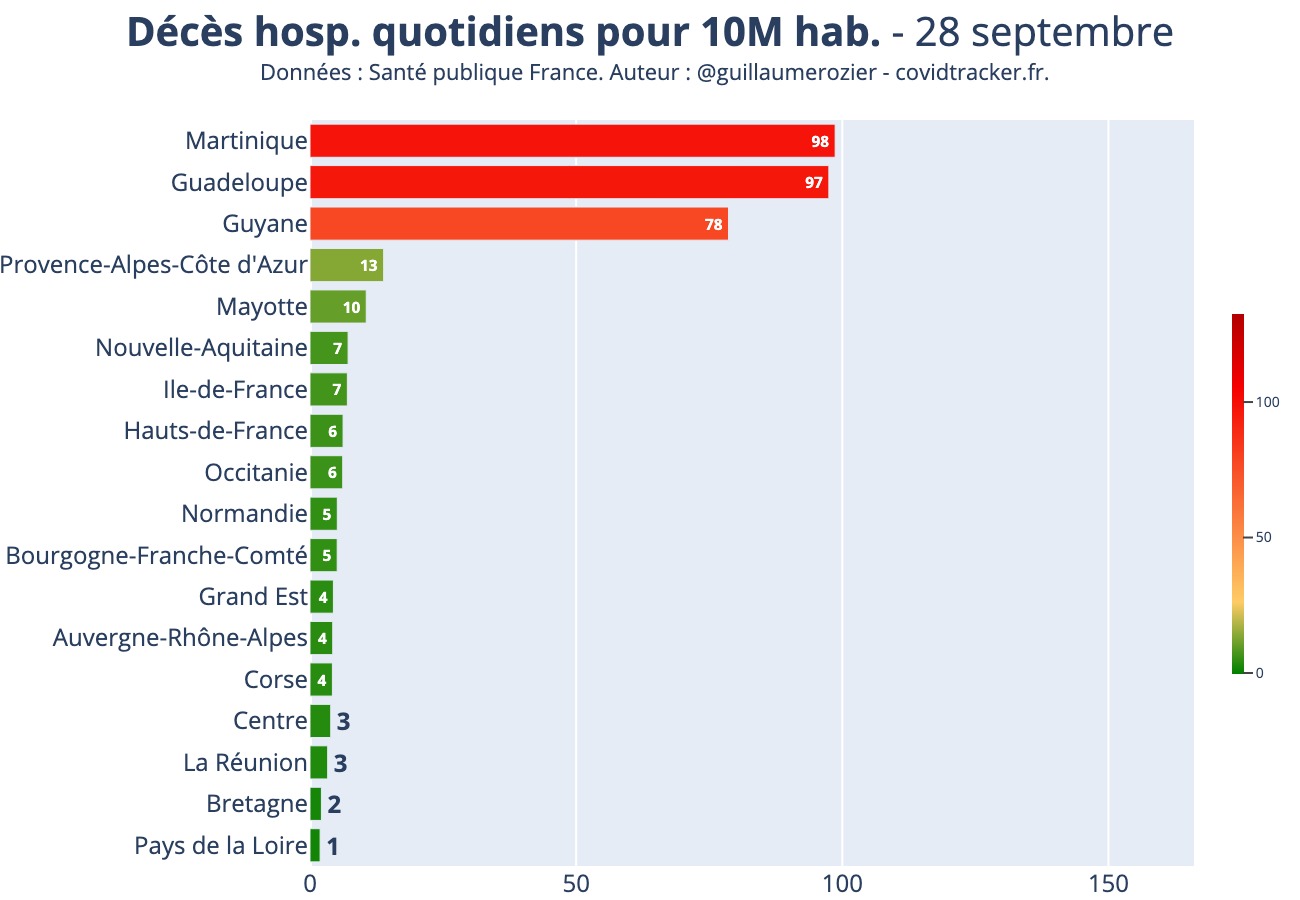 Décès hosp. quotidiens pour 10M hab. - 28 septembre
Données : Santé publique France. Auteur : @guillaumerozier - covidtracker.fr.
Martinique 98
Guadeloupe 97
Guyane 78
Provence-Alpes-Côte d'Azur 13
Mayotte 10
Nouvelle-Aquitaine 7
Ile-de-France 7
Hauts-de-France 6
Occitanie 6
Normandie 5
Bourgogne-Franche-Comté 5
Grand Est 4
Auvergne-Rhône-Alpes 4
Corse 4
Centre 3
La Réunion 3
Bretagne 2
Pays de la Loire 1
0 50 100 150
100
50
0